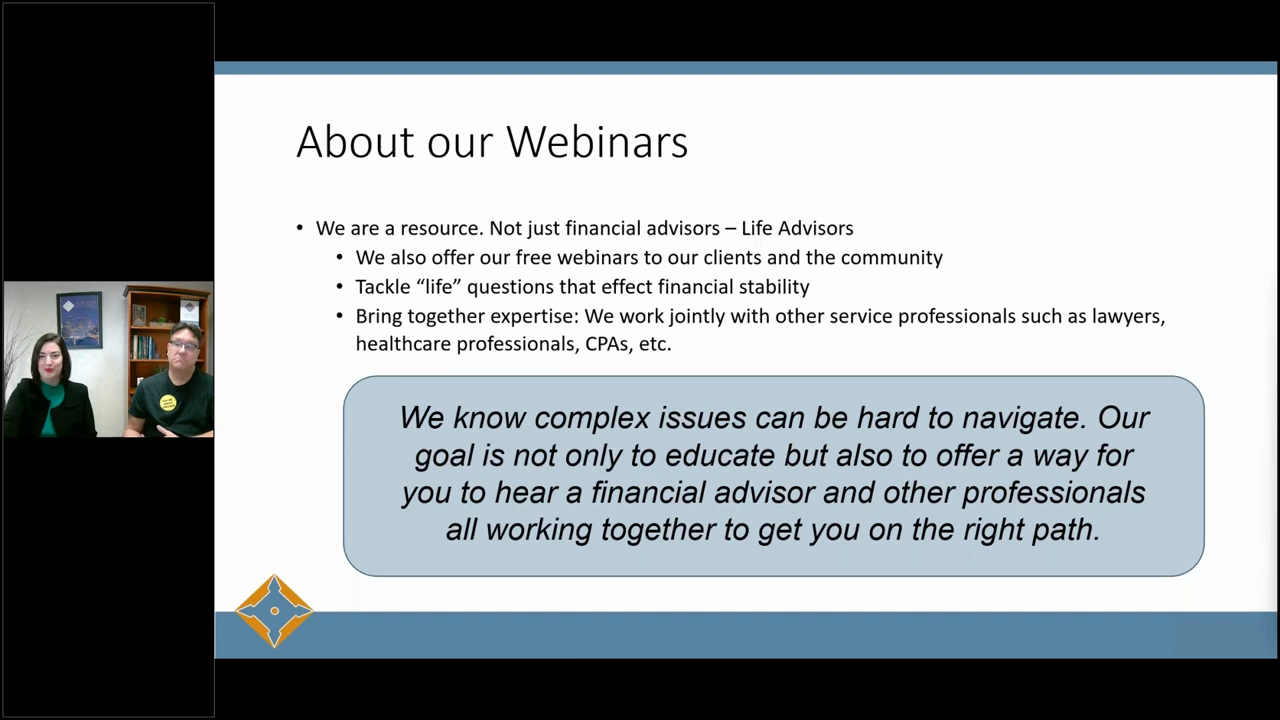 About our Webinars
• We are a resource. Not just financial advisors – Life Advisors
• We also offer our free webinars to our clients and the community
• Tackle “life” questions that effect financial stability
• Bring together expertise: We work jointly with other service professionals such as lawyers,
healthcare professionals, CPAs, etc.
We know complex issues can be hard to navigate. Our
goal is not only to educate but also to offer a way for
you to hear a financial advisor and other professionals
all working together to get you on the right path.